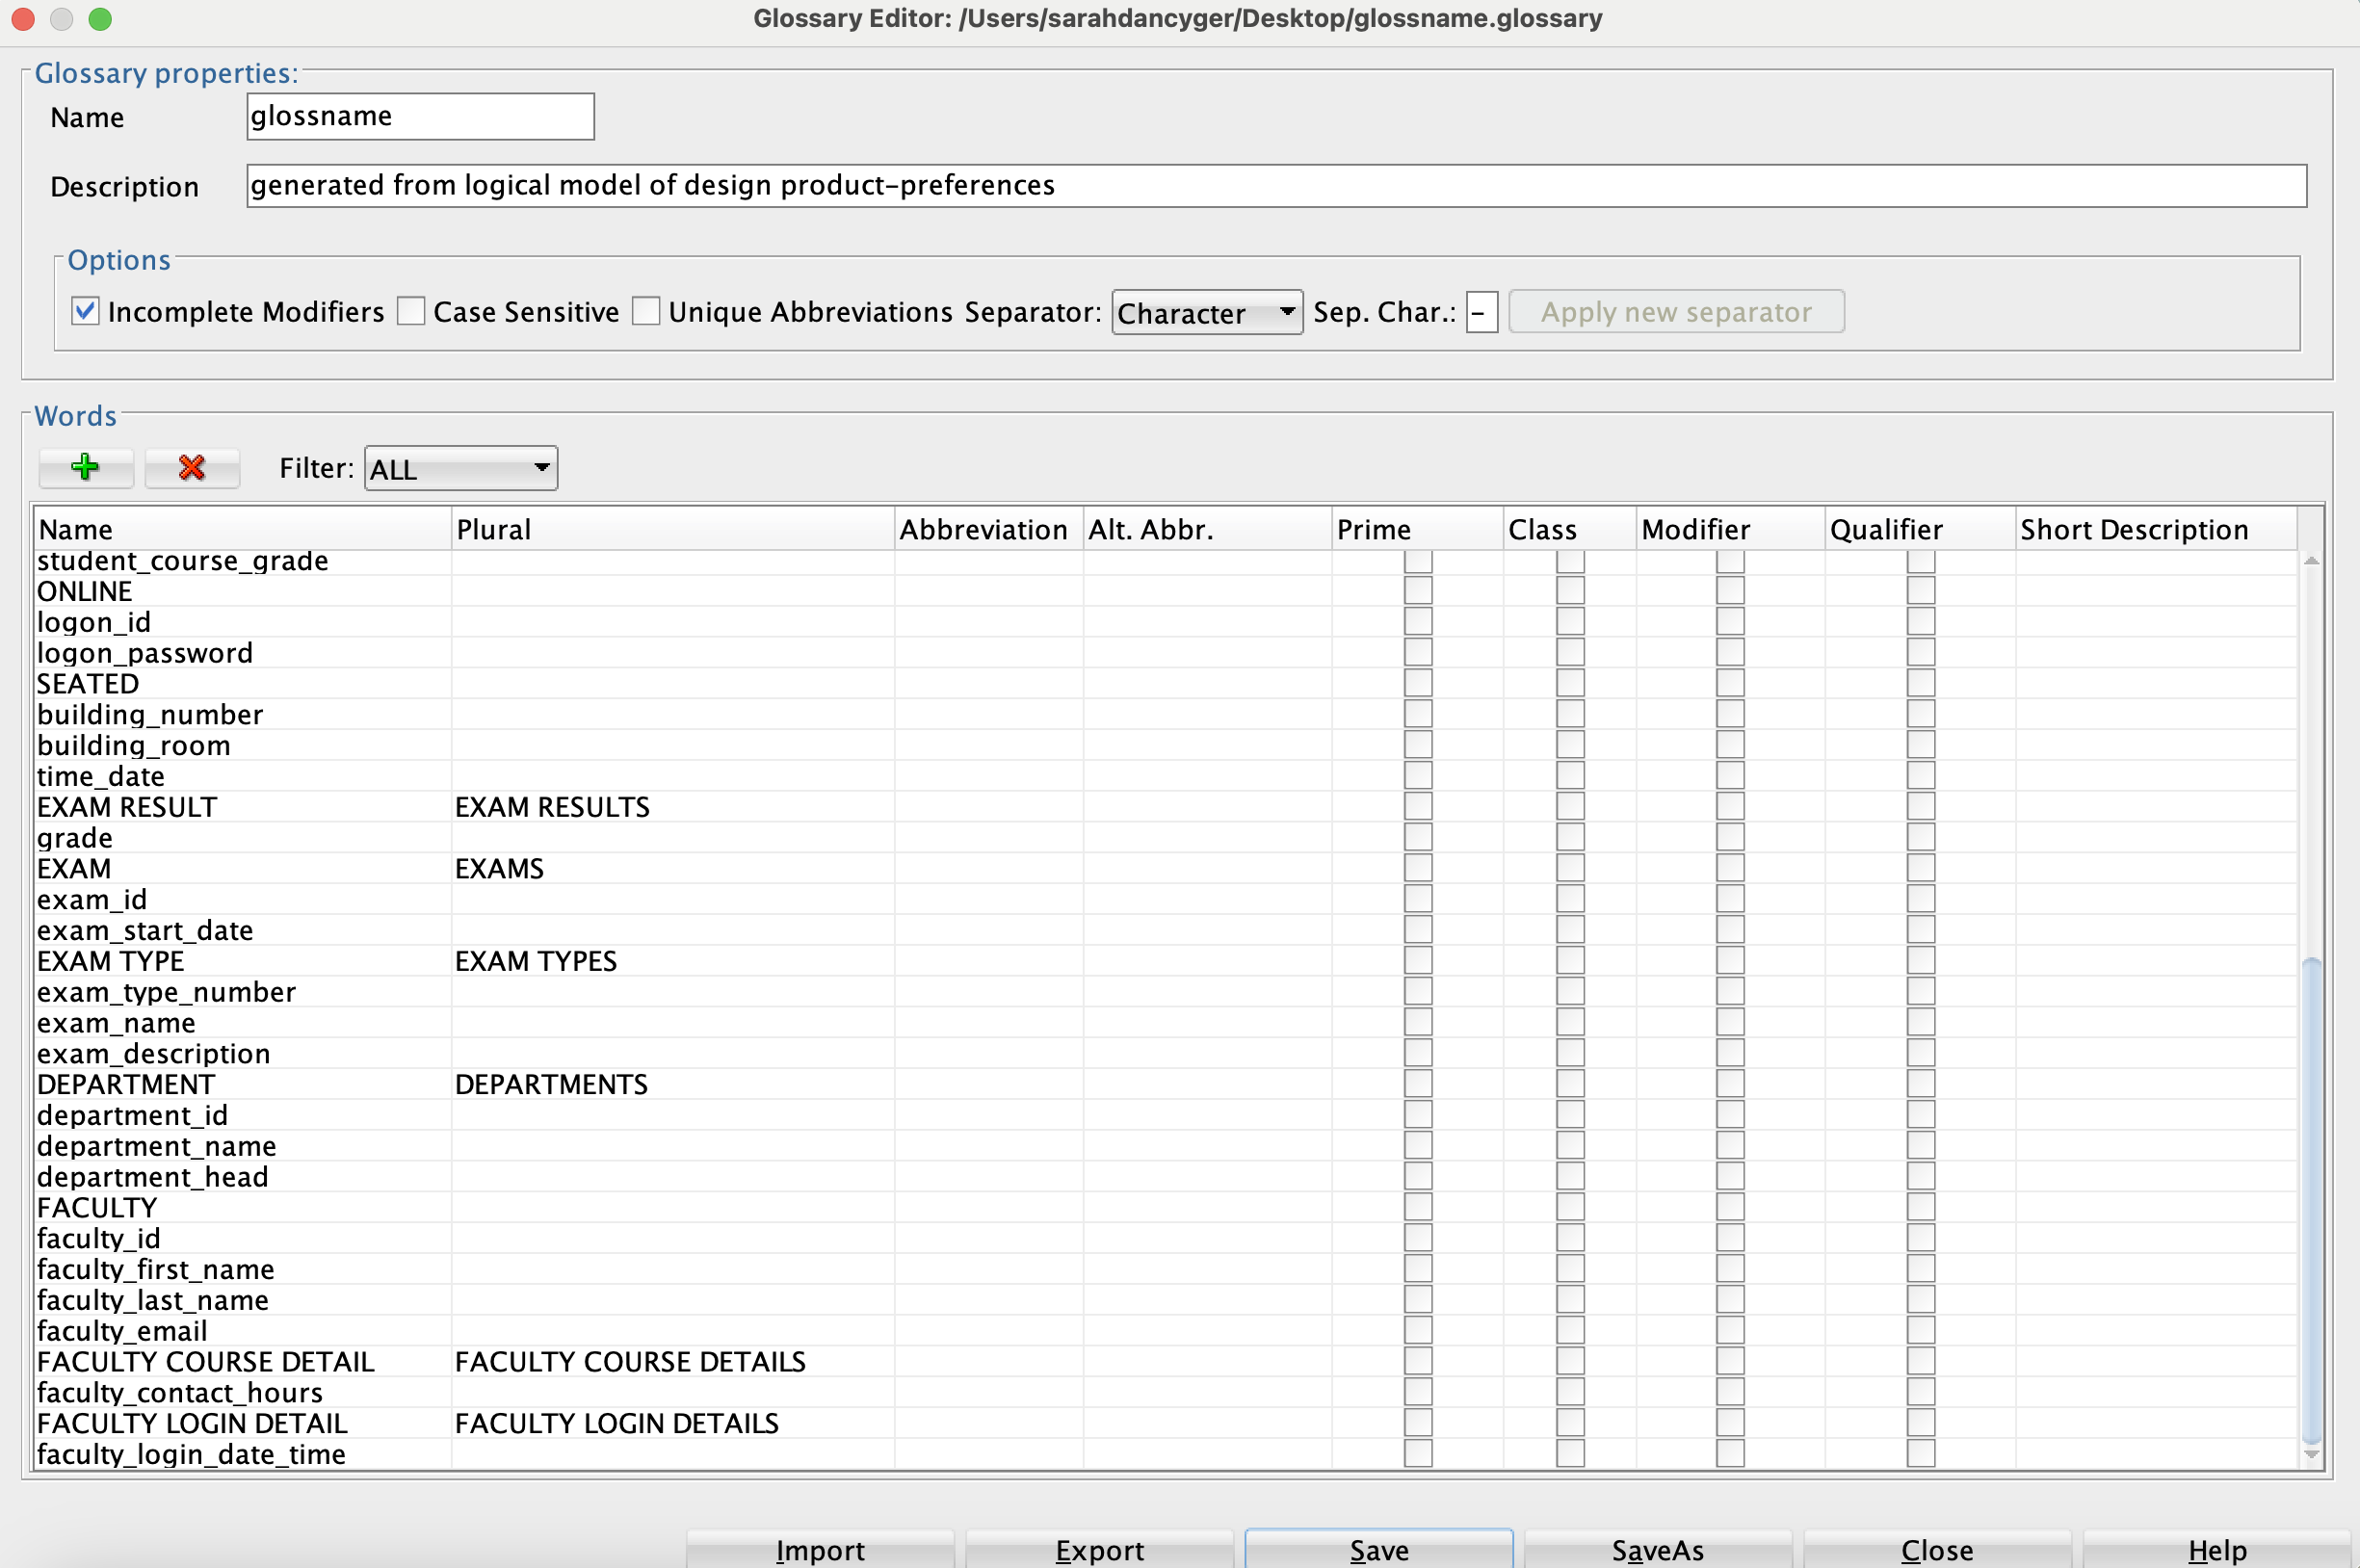 Glossary Editor: /Users/sarahdancyger/Desktop/glossname.glossary
Glossary properties:
Name glossname
Description generated from logical model of design product-preferences
Options
Incomplete Modifiers Case Sensitive Unique Abbreviations Separator: Character Sep. Char.: - Apply new separator
Words
Filter: ALL
Name Plural Abbreviation Alt. Abbr. Prime Class Modifier Qualifier Short Description
student_course_grade
ONLINE
logon_id
logon_password
SEATED
building_number
building_room
time_date
EXAM RESULT EXAM RESULTS
grade
EXAM EXAMS
exam_id
exam_start_date
EXAM TYPE EXAM TYPES
exam_type_number
exam_name
exam_description
DEPARTMENT DEPARTMENTS
department_id
department_name
department_head
FACULTY
faculty_id
faculty_first_name
faculty_last_name
faculty_email
FACULTY COURSE DETAIL FACULTY COURSE DETAILS
faculty_contact_hours
FACULTY LOGIN DETAIL FACULTY LOGIN DETAILS
faculty_login_date_time
Import Export Save SaveAs Close Help